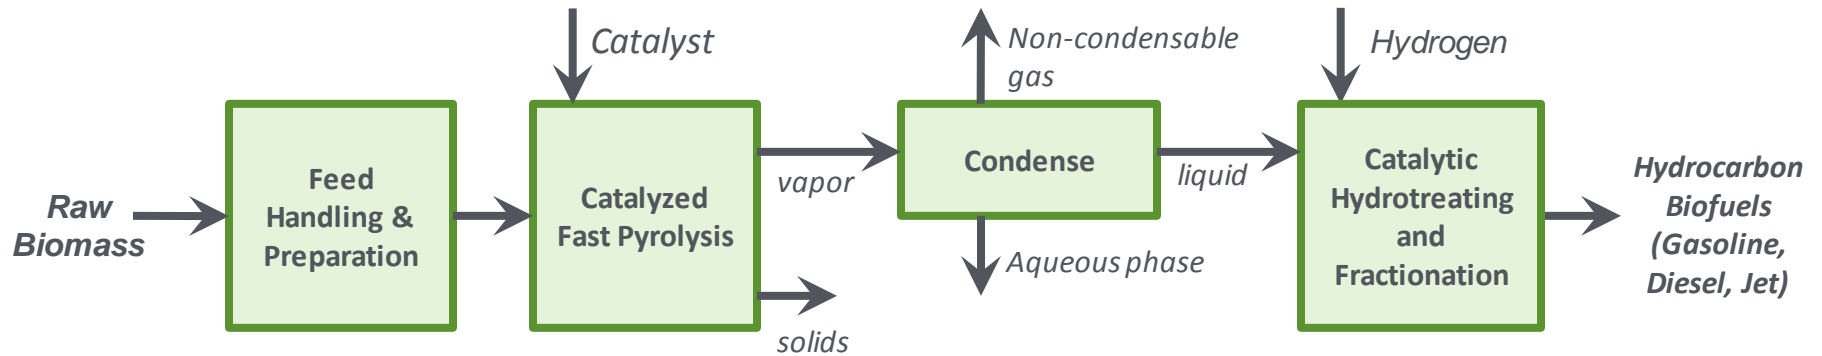 Raw
Biomass
Feed
Handling &
Preparation
Catalyst
Catalyzed
Fast Pyrolysis
vapor
solids
Non-condensable
gas
Condense
Aqueous phase
liquid
Hydrogen
Catalytic
Hydrotreating
and
Fractionation
Hydrocarbon
Biofuels
(Gasoline,
Diesel, Jet)